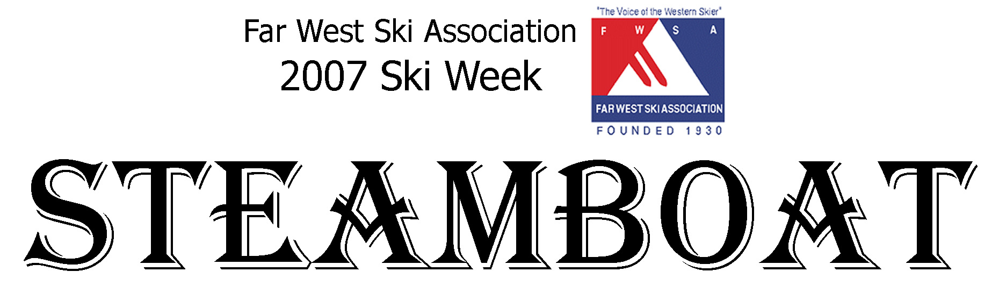 Far West Ski Association
2007 Ski Week
"The Voice of the Western Skier"
F W S A
FAR WEST SKI ASSOCIATION
FOUNDED 1930
STEAMBOAT